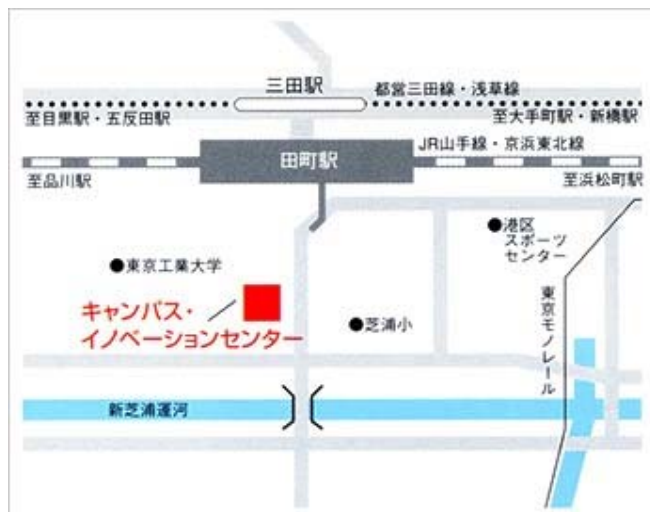 三田駅
都営三田線・浅草線
至目黒駅・五反田駅
至大手町駅・新橋駅
田町駅
JR山手線・京浜東北線
至品川駅
至浜松町駅
●港区
スポーツ
センター
●東京工業大学
キャンパス・
イノベーションセンター
●芝浦小
東京モノレール
新芝浦運河